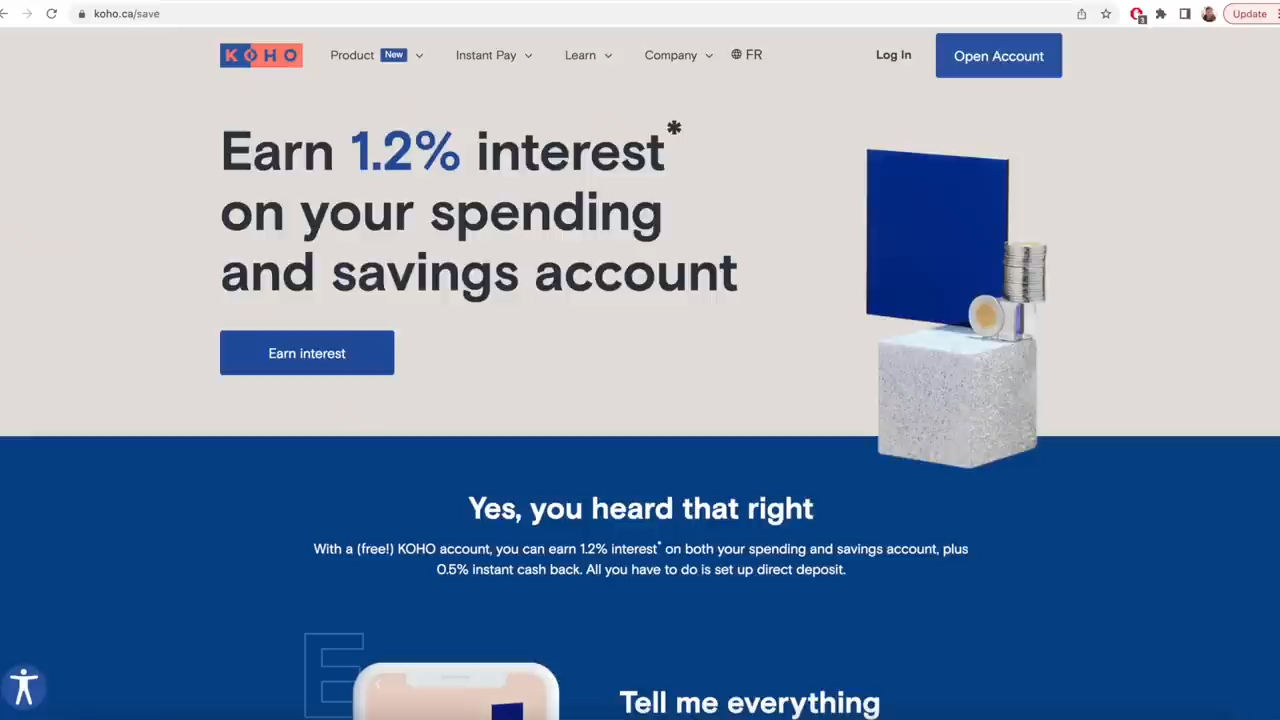 koho.ca/save
Update
KOHO
Product New
Instant Pay
Learn
Company
FR
Log In
Open Account
Earn 1.2% interest*
on your spending
and savings account
Earn interest
Yes, you heard that right
With a (free!) KOHO account, you can earn 1.2% interest* on both your spending and savings account, plus
0.5% instant cash back. All you have to do is set up direct deposit.
E
Tell me everything